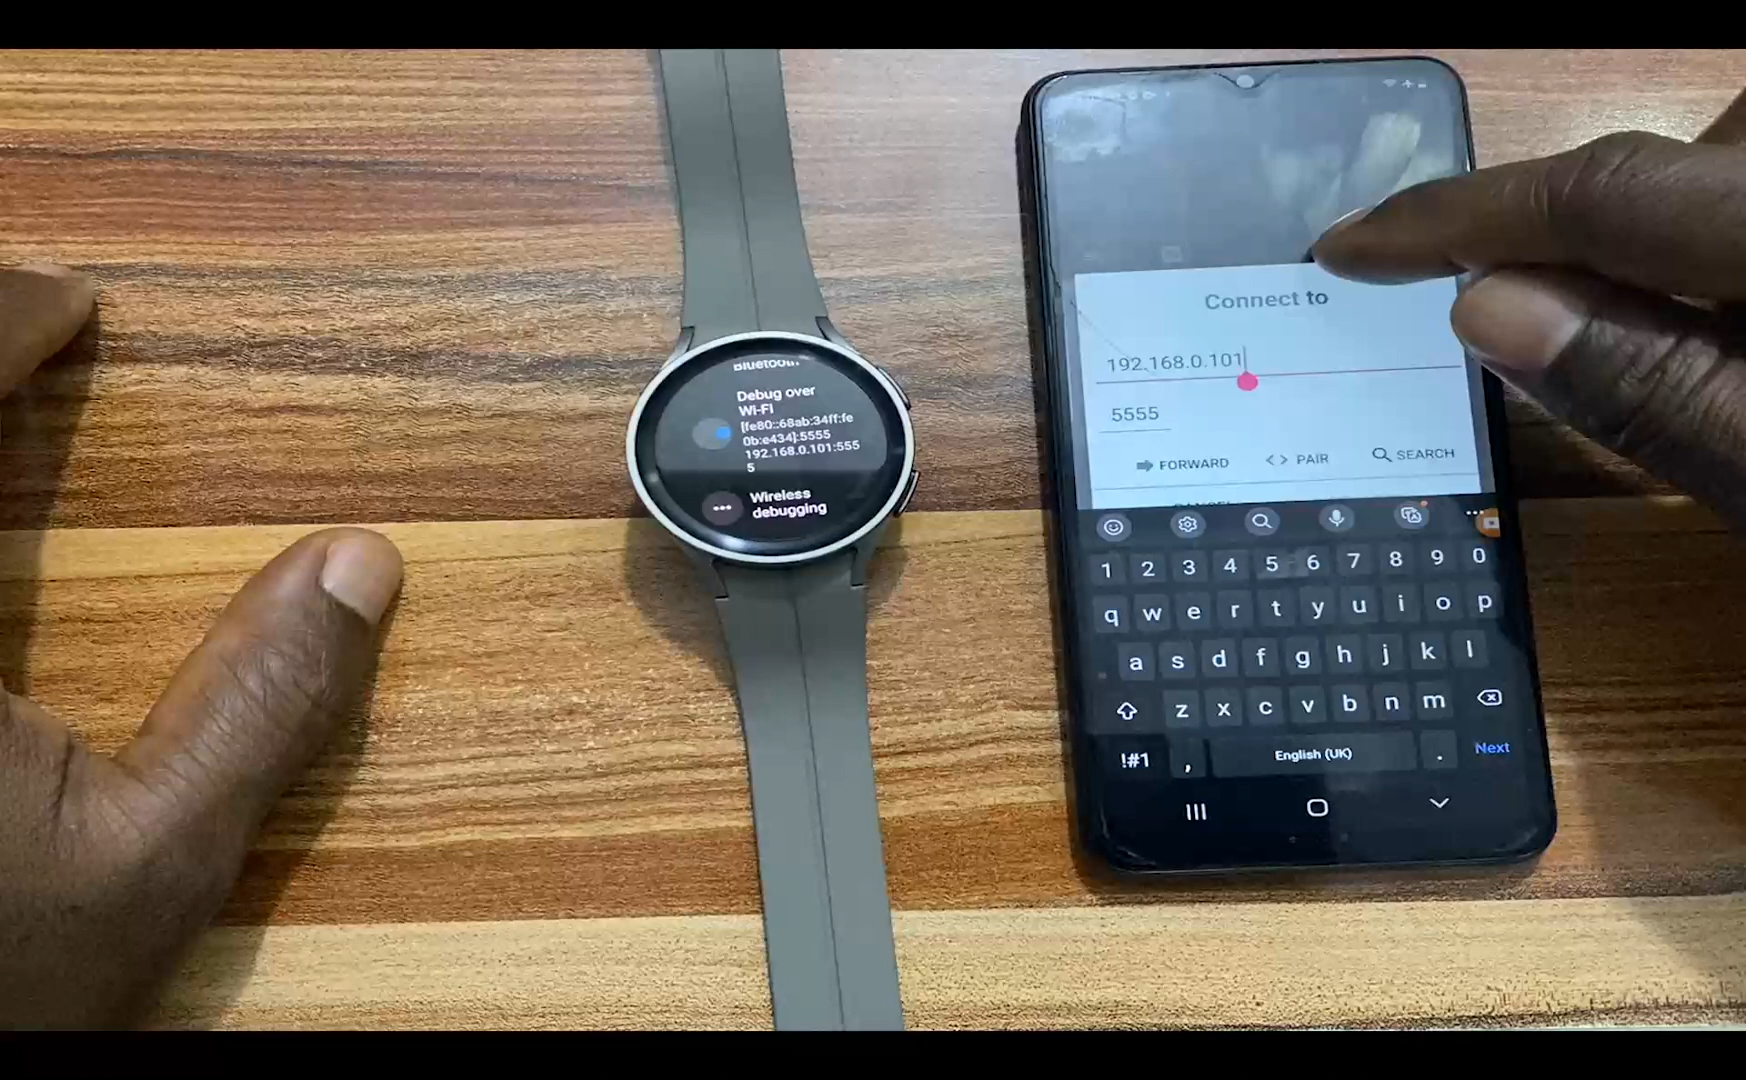 Bluetooth
Debug over
Wi-Fi
[fe80::68ab:34ff:fe
0b:e434]:5555
192.168.0.101:555
5
Wireless
debugging
Connect to
192.168.0.101
5555
FORWARD
<> PAIR
SEARCH
CANCEL
1 2 3 4 5 6 7 8 9 0
q w e r t y u i o p
a s d f g h j k l
z x c v b n m
!#1 , English (UK) . Next